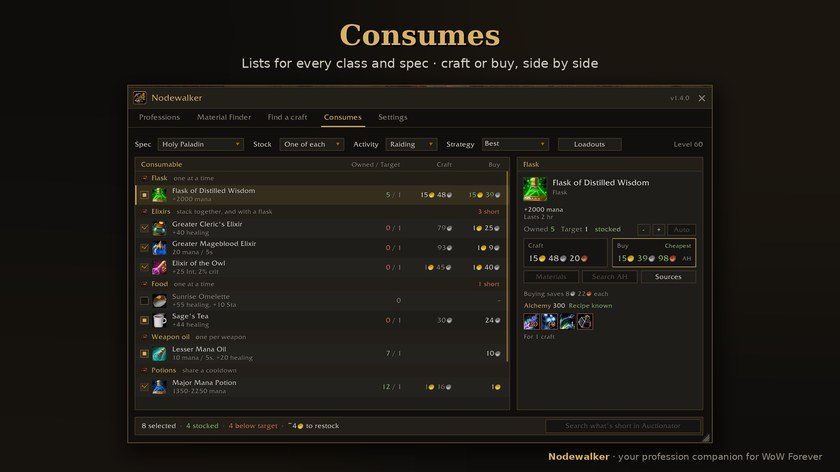 Consumes
Lists for every class and spec · craft or buy, side by side
Nodewalker v1.4.0
Professions Material Finder Find a craft Consumes Settings
Spec Holy Paladin Stock One of each Activity Raiding Strategy Best Loadouts Level 60
Consumable Owned / Target Craft Buy
Flask one at a time
Flask of Distilled Wisdom 5 / 1 15 48 15 39
+2000 mana
Elixirs stack together, and with a flask 3 short
Greater Cleric's Elixir 0 / 1 79 1 25
+40 healing
Greater Mageblood Elixir 0 / 1 93 1 9
20 mana / 5s
Elixir of the Owl 0 / 1 1 45 1 40
+25 Int, 2% crit
Food one at a time 1 short
Sunrise Omelette 0 -
+55 healing, +10 Sta
Sage's Tea 0 / 1 30 24
+44 healing
Weapon oil one per weapon
Lesser Mana Oil 7 / 1 10
10 mana / 5s, +20 healing
Potions share a cooldown
Major Mana Potion 12 / 1 1 16 1
1350-2250 mana
8 selected · 4 stocked · 4 below target · ~4 to restock
Flask
Flask of Distilled Wisdom
Flask
+2000 mana
Lasts 2 hr
Owned 5 Target 1 stocked - + Auto
Craft
15 48 20
Buy Cheapest
15 39 98 AH
Materials Search AH Sources
Buying saves 8 22 each
Alchemy 300 Recipe known
For 1 craft
Search what's short in Auctionator
Nodewalker · your profession companion for WoW Forever